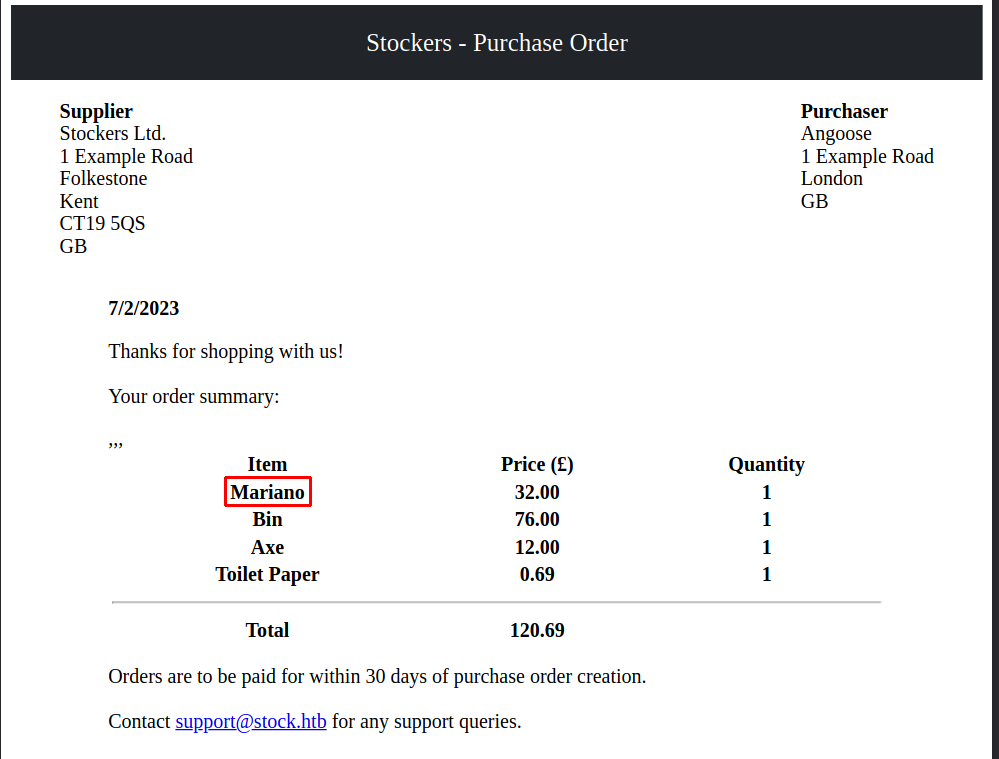 Stockers - Purchase Order
Supplier
Stockers Ltd.
1 Example Road
Folkestone
Kent
CT19 5QS
GB
Purchaser
Angoose
1 Example Road
London
GB
7/2/2023
Thanks for shopping with us!
Your order summary:
,,,
Item Price (£) Quantity
Mariano 32.00 1
Bin 76.00 1
Axe 12.00 1
Toilet Paper 0.69 1
Total 120.69
Orders are to be paid for within 30 days of purchase order creation.
Contact support@stock.htb for any support queries.